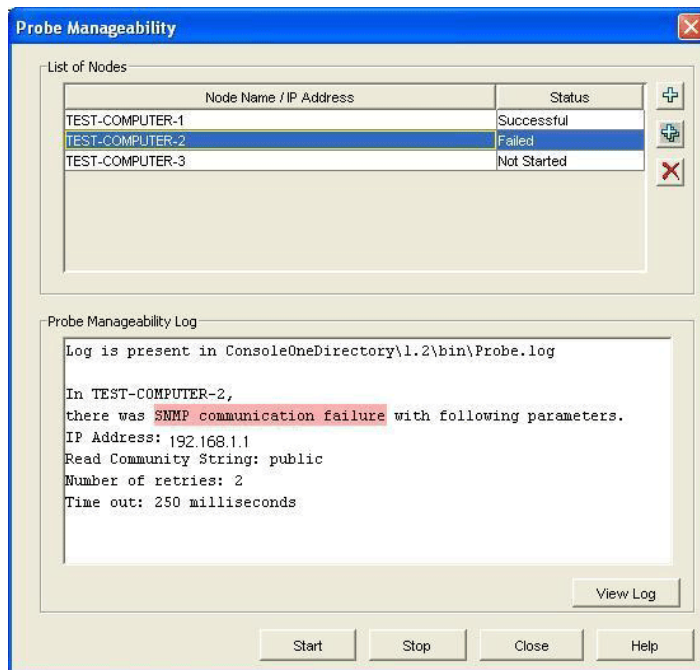 Probe Manageability
List of Nodes
Node Name / IP Address Status
TEST-COMPUTER-1 Successful
TEST-COMPUTER-2 Failed
TEST-COMPUTER-3 Not Started
Probe Manageability Log
Log is present in ConsoleOneDirectory\1.2\bin\Probe.log
In TEST-COMPUTER-2,
there was SNMP communication failure with following parameters.
IP Address: 192.168.1.1
Read Community String: public
Number of retries: 2
Time out: 250 milliseconds
View Log
Start Stop Close Help